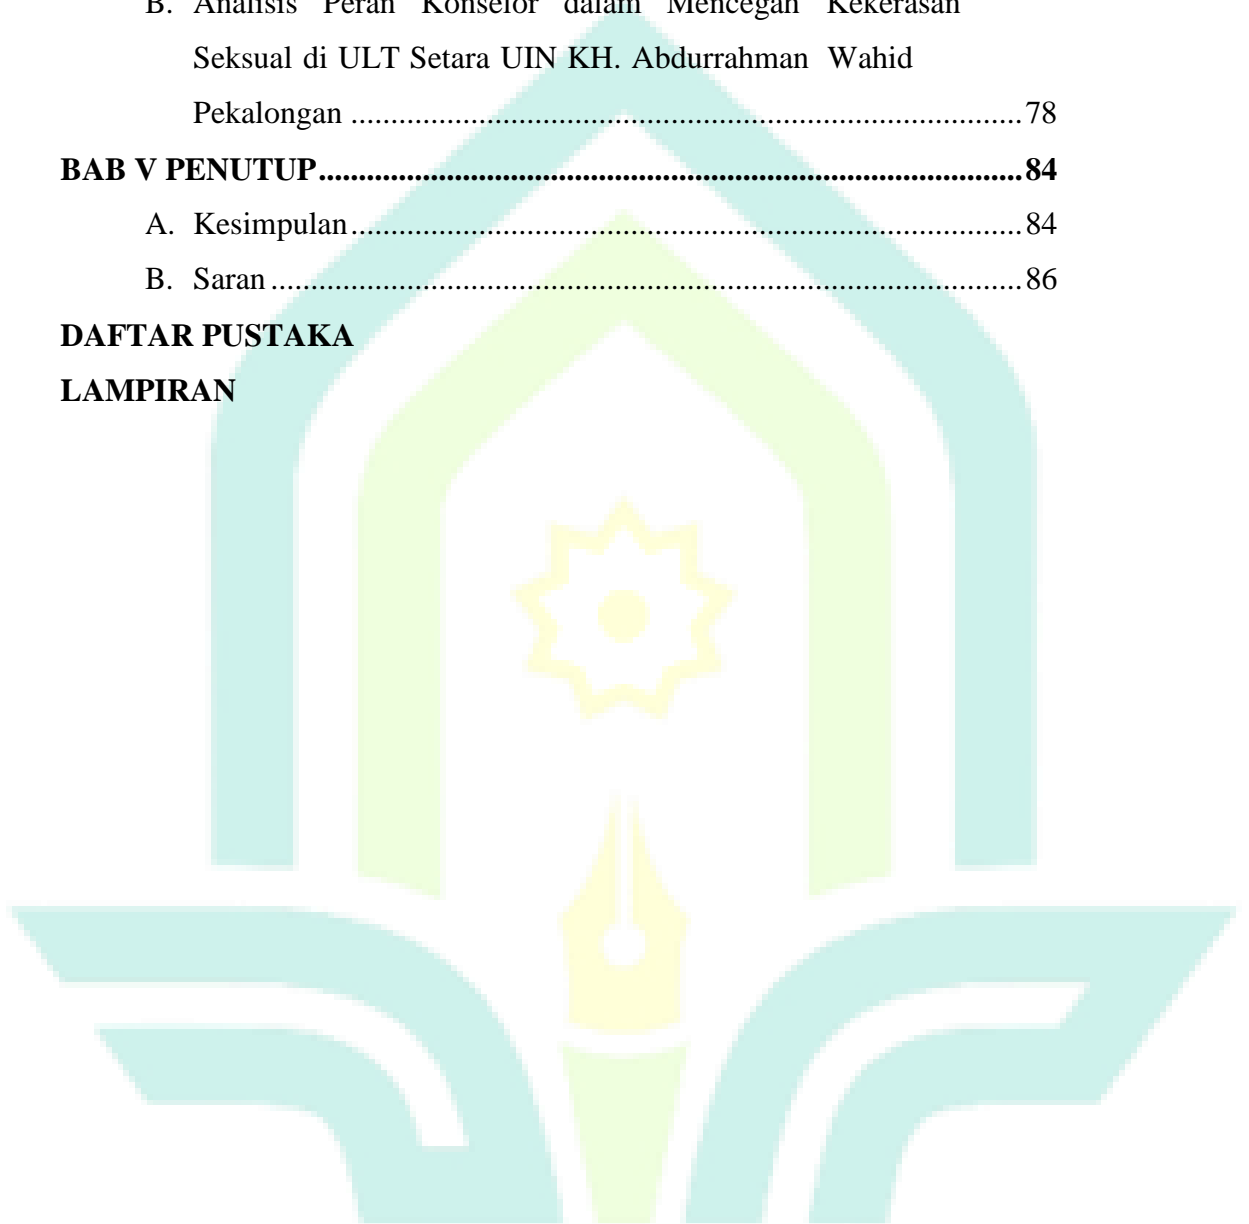 B. Analisis Peran Konselor dalam Mencegah Kekerasan
Seksual di ULT Setara UIN KH. Abdurrahman Wahid
Pekalongan ...................................................................... 78
BAB V PENUTUP......................................................................................... 84
A. Kesimpulan...................................................................... 84
B. Saran .............................................................................. 86
DAFTAR PUSTAKA
LAMPIRAN